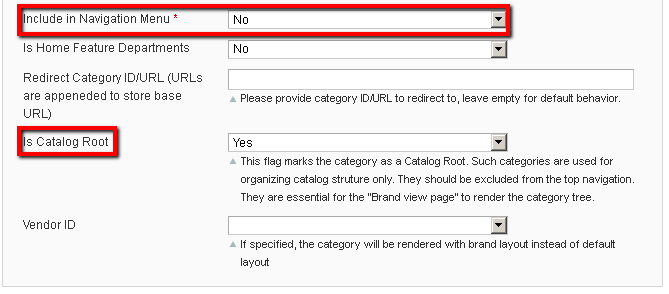 Include in Navigation Menu * No
Is Home Feature Departments No
Redirect Category ID/URL (URLs
are appeneded to store base
URL)
▲ Please provide category ID/URL to redirect to, leave empty for default behavior.
Is Catalog Root Yes
▲ This flag marks the category as a Catalog Root. Such categories are used for
organizing catalog struture only. They should be excluded from the top navigation.
They are essential for the "Brand view page" to render the category tree.
Vendor ID
▲ If specified, the category will be rendered with brand layout instead of default
layout